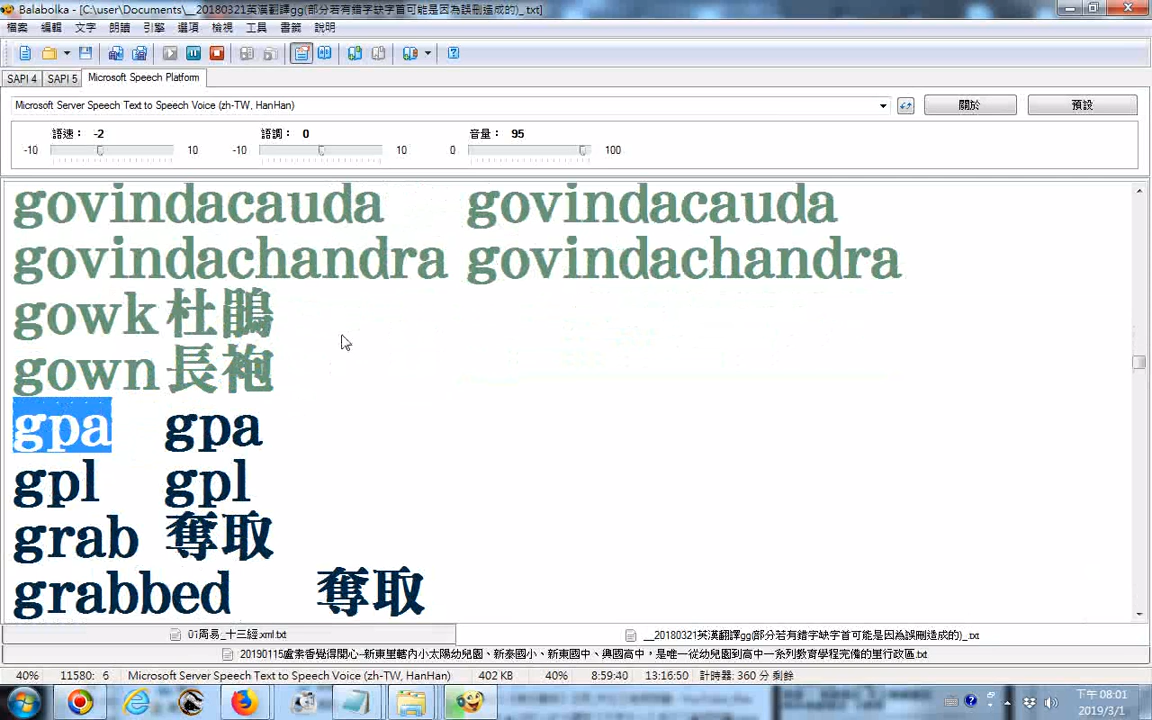 Balabolka - [C:\user\Documents\__20180321英漢翻譯gg(部分若有錯字缺字首可能是因為誤刪造成的)_.txt]
檔案 編輯 文字 朗讀 引擎 選項 檢視 工具 書籤 說明
SAPI 4 SAPI 5 Microsoft Speech Platform
Microsoft Server Speech Text to Speech Voice (zh-TW, HanHan) 關於 預設
語速： -2 語調： 0 音量： 95
-10 10 -10 10 0 100
govindacauda govindacauda
govindachandra govindachandra
gowk 杜鵑
gown 長袍
gpa gpa
gpl gpl
grab 奪取
grabbed 奪取
07周易_十三經.xml.txt __20180321英漢翻譯gg(部分若有錯字缺字首可能是因為誤刪造成的)_.txt
20190115盧素香覺得開心~新東里轄內小太陽幼兒園、新泰國小、新東國中、興國高中，是唯一從幼兒園到高中一系列教育學程完備的里行政區.txt
40% 11580: 6 Microsoft Server Speech Text to Speech Voice (zh-TW, HanHan) 402 KB 40% 8:59:40 13:16:50 計時器: 360 分 剩餘
下午 08:01
2019/3/1